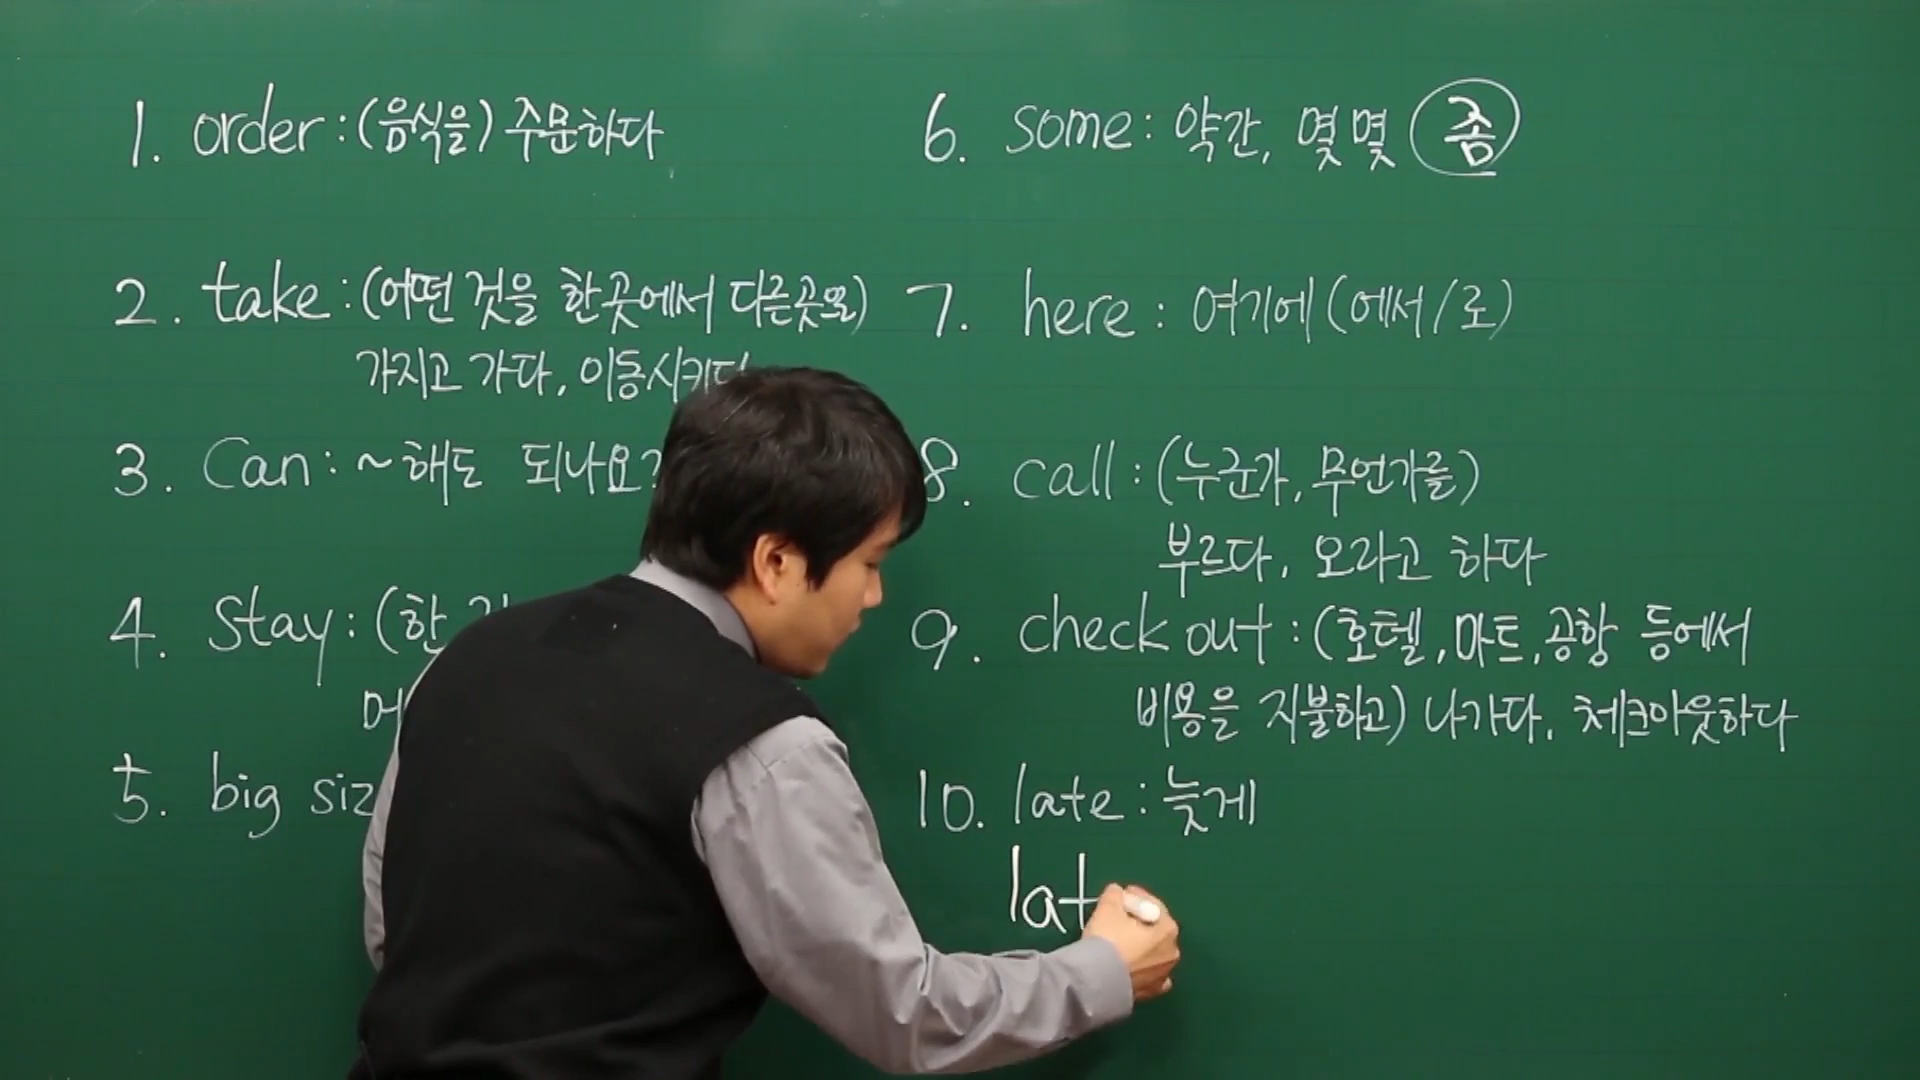 1. order : (음식을) 주문하다
2. take : (어떤 것을 한곳에서 다른곳으로)
가지고 가다, 이동시키다
3. Can : ~해도 되나요?
4. Stay : (한
머
5. big siz
6. some : 약간, 몇몇 좀
7. here : 여기에 (에서/로)
8. call : (누군가, 무언가를)
부르다, 오라고 하다
9. check out : (호텔, 마트, 공항 등에서
비용을 지불하고) 나가다, 체크아웃하다
10. late : 늦게
lat